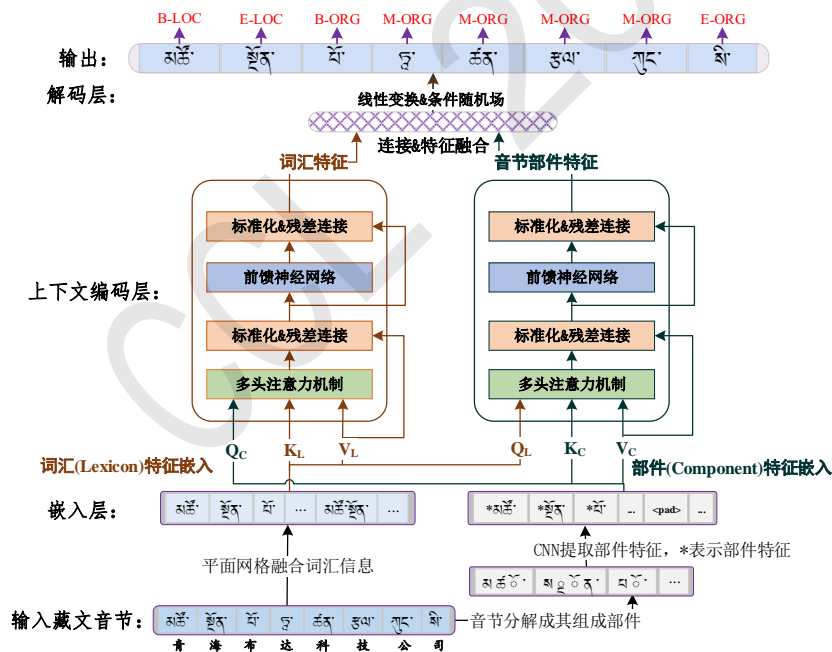 B-LOC E-LOC B-ORG M-ORG M-ORG M-ORG M-ORG E-ORG
输出： མཚོ་ སྔོན་ པོ་ ཏྰ་ ཚན་ རྩལ་ ཀུང་ སི་
解码层：
线性变换&条件随机场
连接&特征融合
词汇特征 音节部件特征
标准化&残差连接 标准化&残差连接
前馈神经网络 前馈神经网络
上下文编码层：
标准化&残差连接 标准化&残差连接
多头注意力机制 多头注意力机制
QC KL VL QL KC VC
词汇(Lexicon)特征嵌入 部件(Component)特征嵌入
嵌入层： མཚོ་ སྔོན་ པོ་ ... མཚོ་སྔོན་ ... *མཚོ་ *སྔོན་ *པོ་ ... <pad> ...
CNN提取部件特征，*表示部件特征
平面网格融合词汇信息
...
输入藏文音节： མཚོ་ སྔོན་ པོ་ ཚན་ རྩལ་ ཀུང་ སི་ 音节分解成其组成部件
青 海 布 达 科 技 公 司
CCL 20